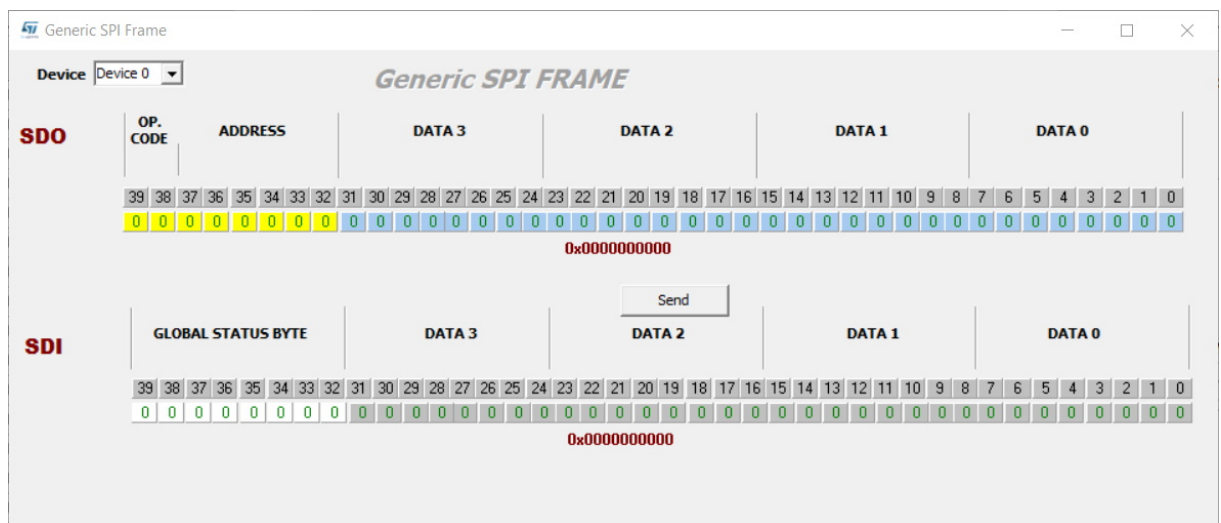 Generic SPI Frame
Device Device 0
Generic SPI FRAME
SDO
OP. CODE ADDRESS DATA 3 DATA 2 DATA 1 DATA 0
39 38 37 36 35 34 33 32 31 30 29 28 27 26 25 24 23 22 21 20 19 18 17 16 15 14 13 12 11 10 9 8 7 6 5 4 3 2 1 0
0 0 0 0 0 0 0 0 0 0 0 0 0 0 0 0 0 0 0 0 0 0 0 0 0 0 0 0 0 0 0 0 0 0 0 0 0 0 0 0
0x0000000000
Send
SDI
GLOBAL STATUS BYTE DATA 3 DATA 2 DATA 1 DATA 0
39 38 37 36 35 34 33 32 31 30 29 28 27 26 25 24 23 22 21 20 19 18 17 16 15 14 13 12 11 10 9 8 7 6 5 4 3 2 1 0
0 0 0 0 0 0 0 0 0 0 0 0 0 0 0 0 0 0 0 0 0 0 0 0 0 0 0 0 0 0 0 0 0 0 0 0 0 0 0 0
0x0000000000